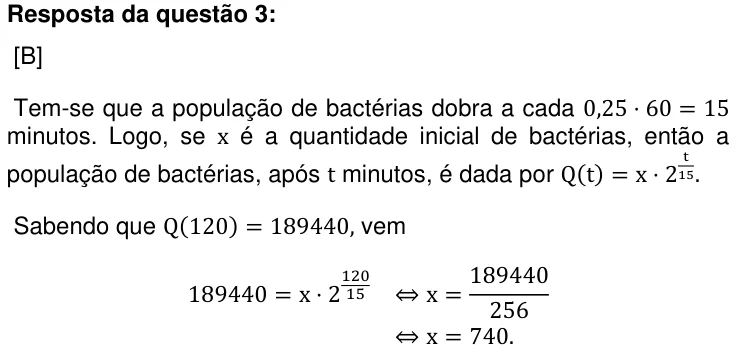 Resposta da questão 3:
[B]
Tem-se que a população de bactérias dobra a cada 0,25 · 60 = 15
minutos. Logo, se x é a quantidade inicial de bactérias, então a
população de bactérias, após t minutos, é dada por Q(t) = x · 2^(t/15).
Sabendo que Q(120) = 189440, vem
189440 = x · 2^(120/15) ⇔ x = 189440/256
⇔ x = 740.